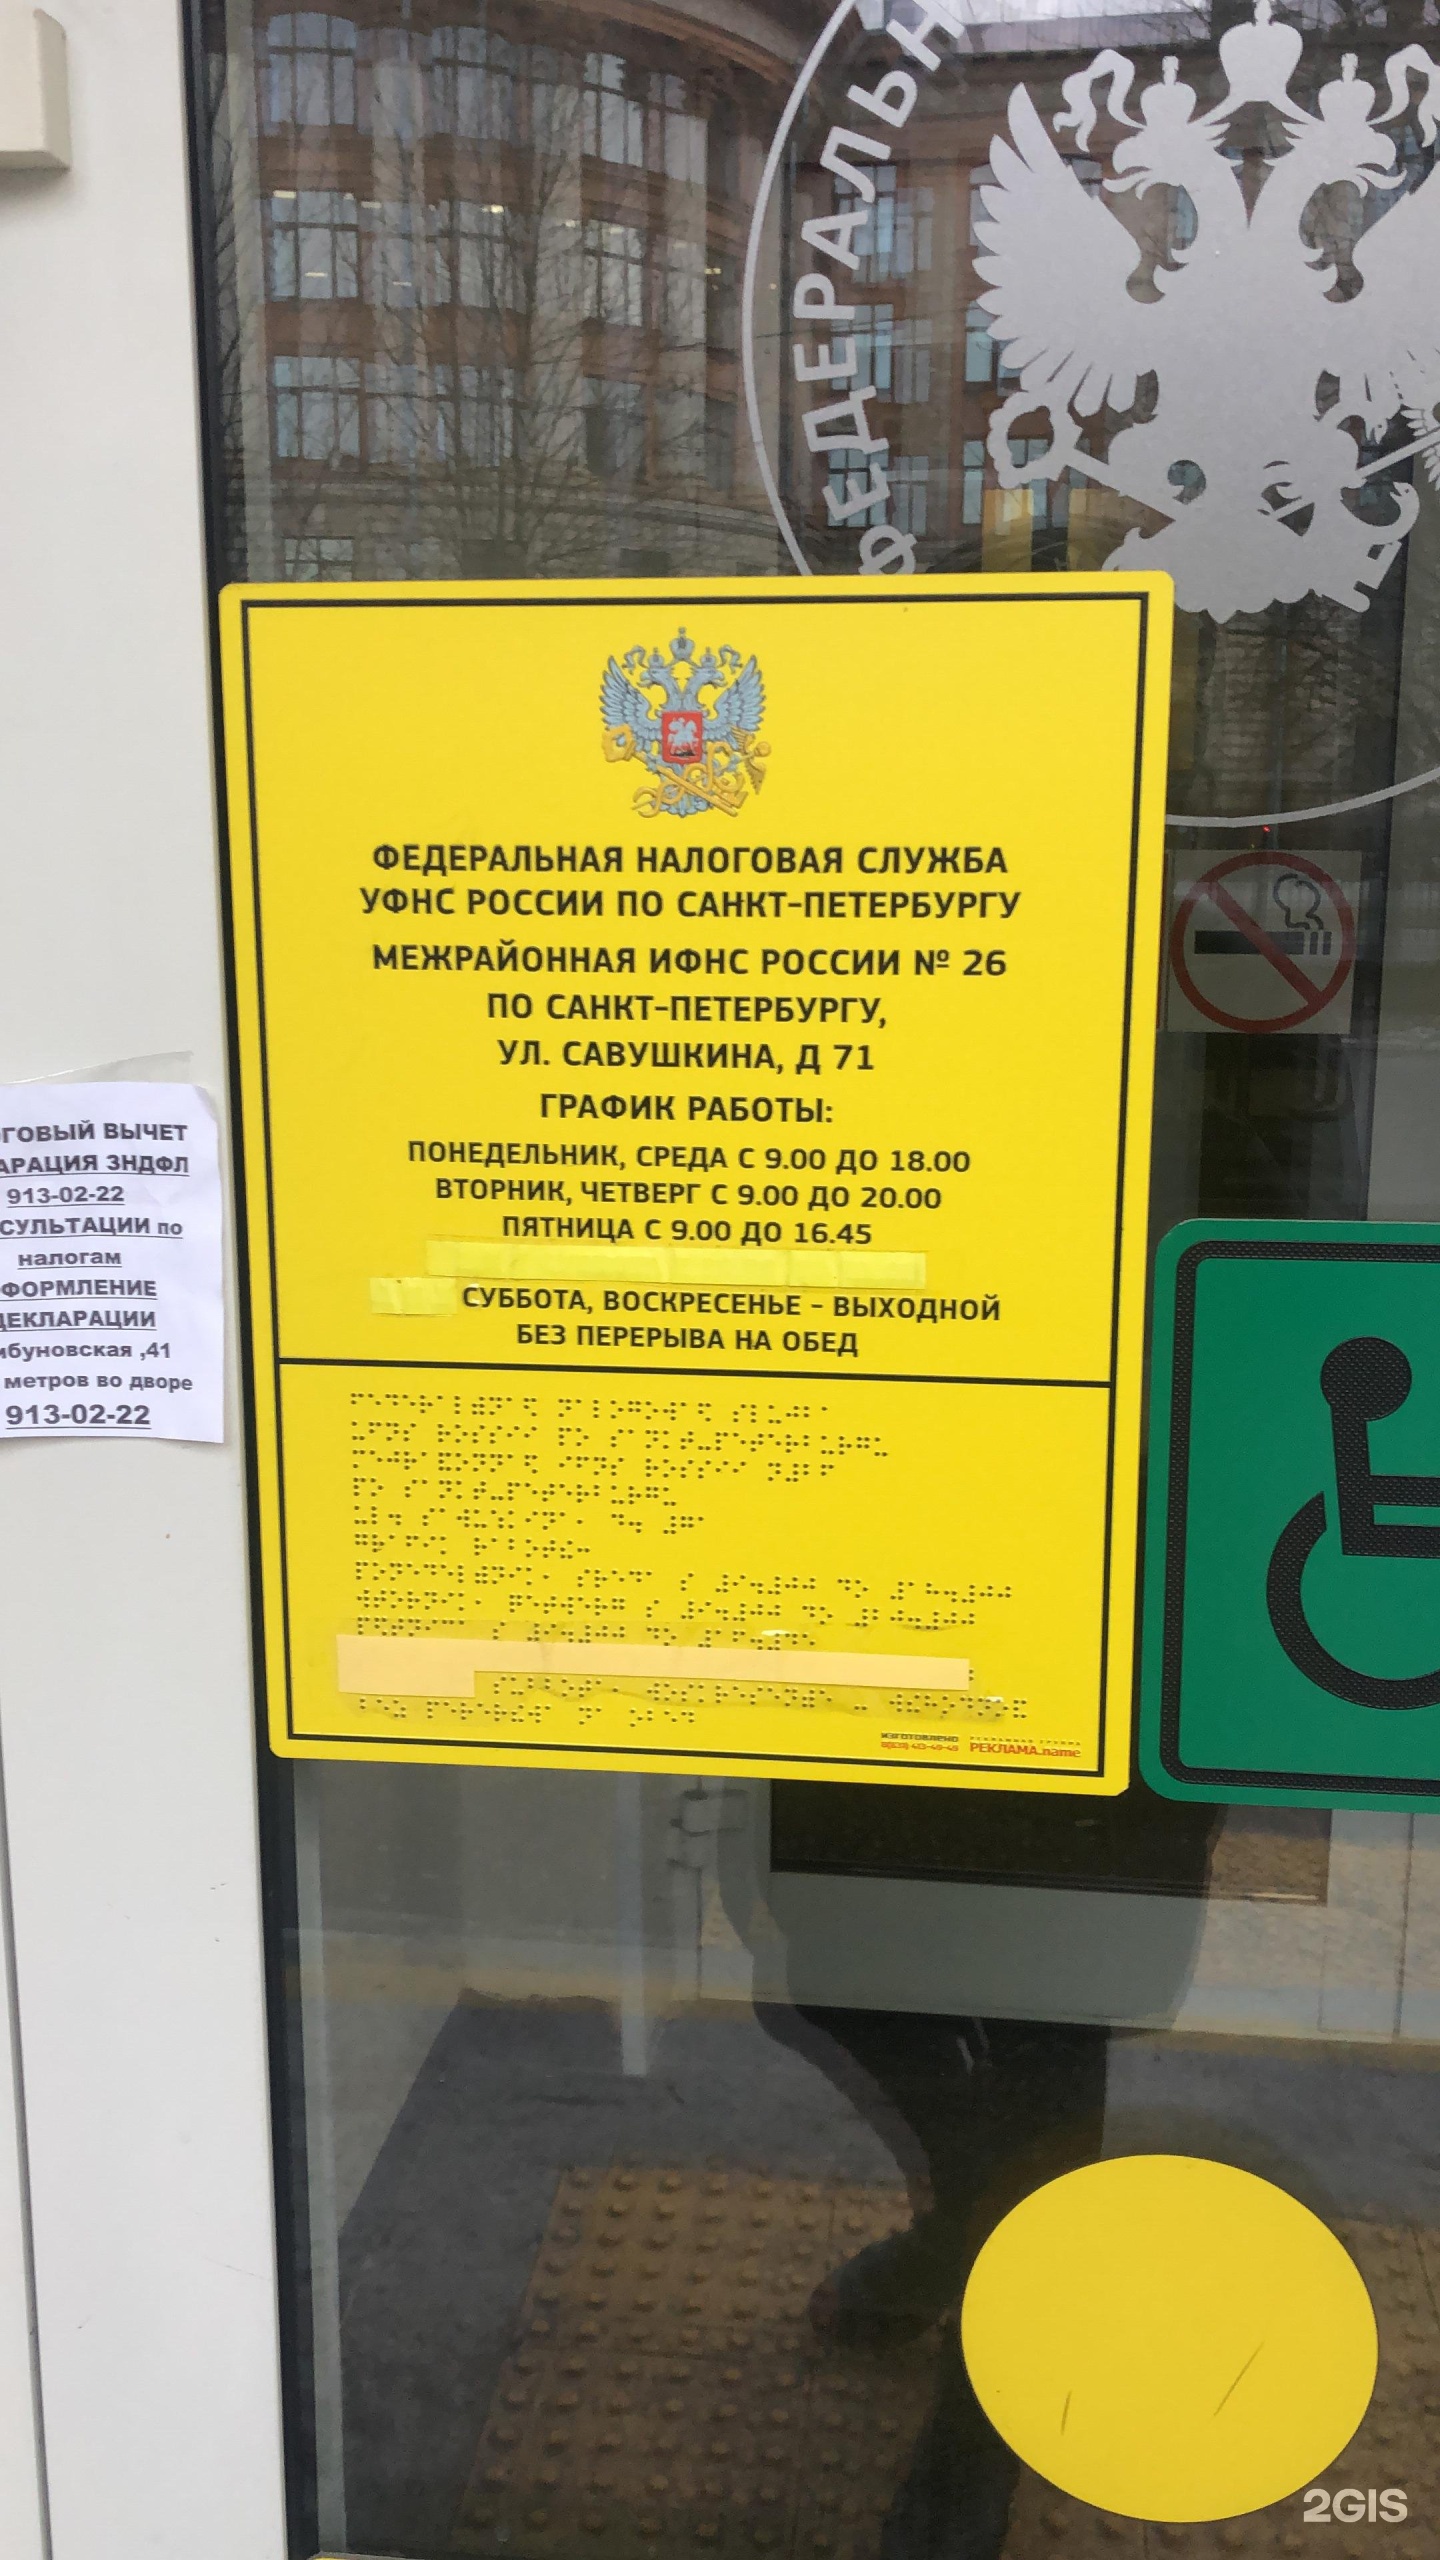 ФЕДЕРАЛЬН
ФЕДЕРАЛЬНАЯ НАЛОГОВАЯ СЛУЖБА
УФНС РОССИИ ПО САНКТ-ПЕТЕРБУРГУ
МЕЖРАЙОННАЯ ИФНС РОССИИ № 26
ПО САНКТ-ПЕТЕРБУРГУ,
УЛ. САВУШКИНА, Д 71
ГРАФИК РАБОТЫ:
ПОНЕДЕЛЬНИК, СРЕДА С 9.00 ДО 18.00
ВТОРНИК, ЧЕТВЕРГ С 9.00 ДО 20.00
ПЯТНИЦА С 9.00 ДО 16.45
СУББОТА, ВОСКРЕСЕНЬЕ - ВЫХОДНОЙ
БЕЗ ПЕРЕРЫВА НА ОБЕД
ИЗГОТОВЛЕНО
РЕКЛАМА.name
ГОВЫЙ ВЫЧЕТ
АРАЦИЯ 3НДФЛ
913-02-22
СУЛЬТАЦИИ по
налогам
ФОРМЛЕНИЕ
ДЕКЛАРАЦИИ
ибуновская ,41
метров во дворе
913-02-22
2GIS